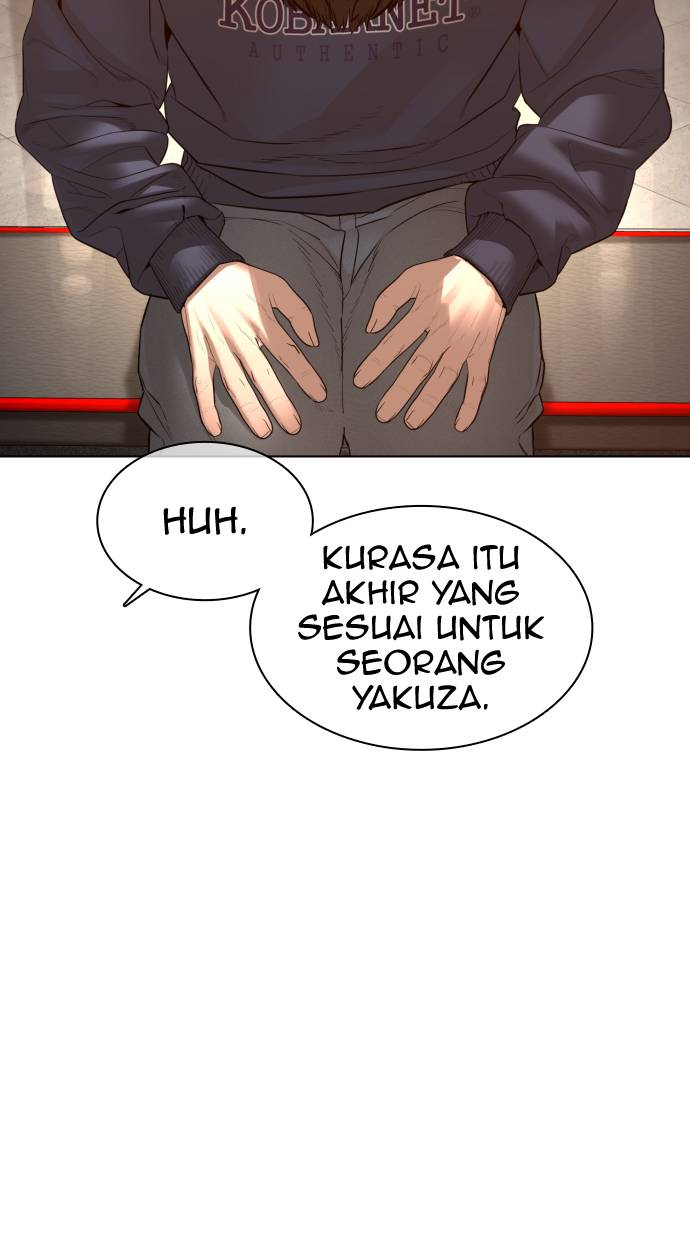 AUTHENTIC
HUH.
KURASA ITU
AKHIR YANG
SESUAI UNTUK
SEORANG
YAKUZA.